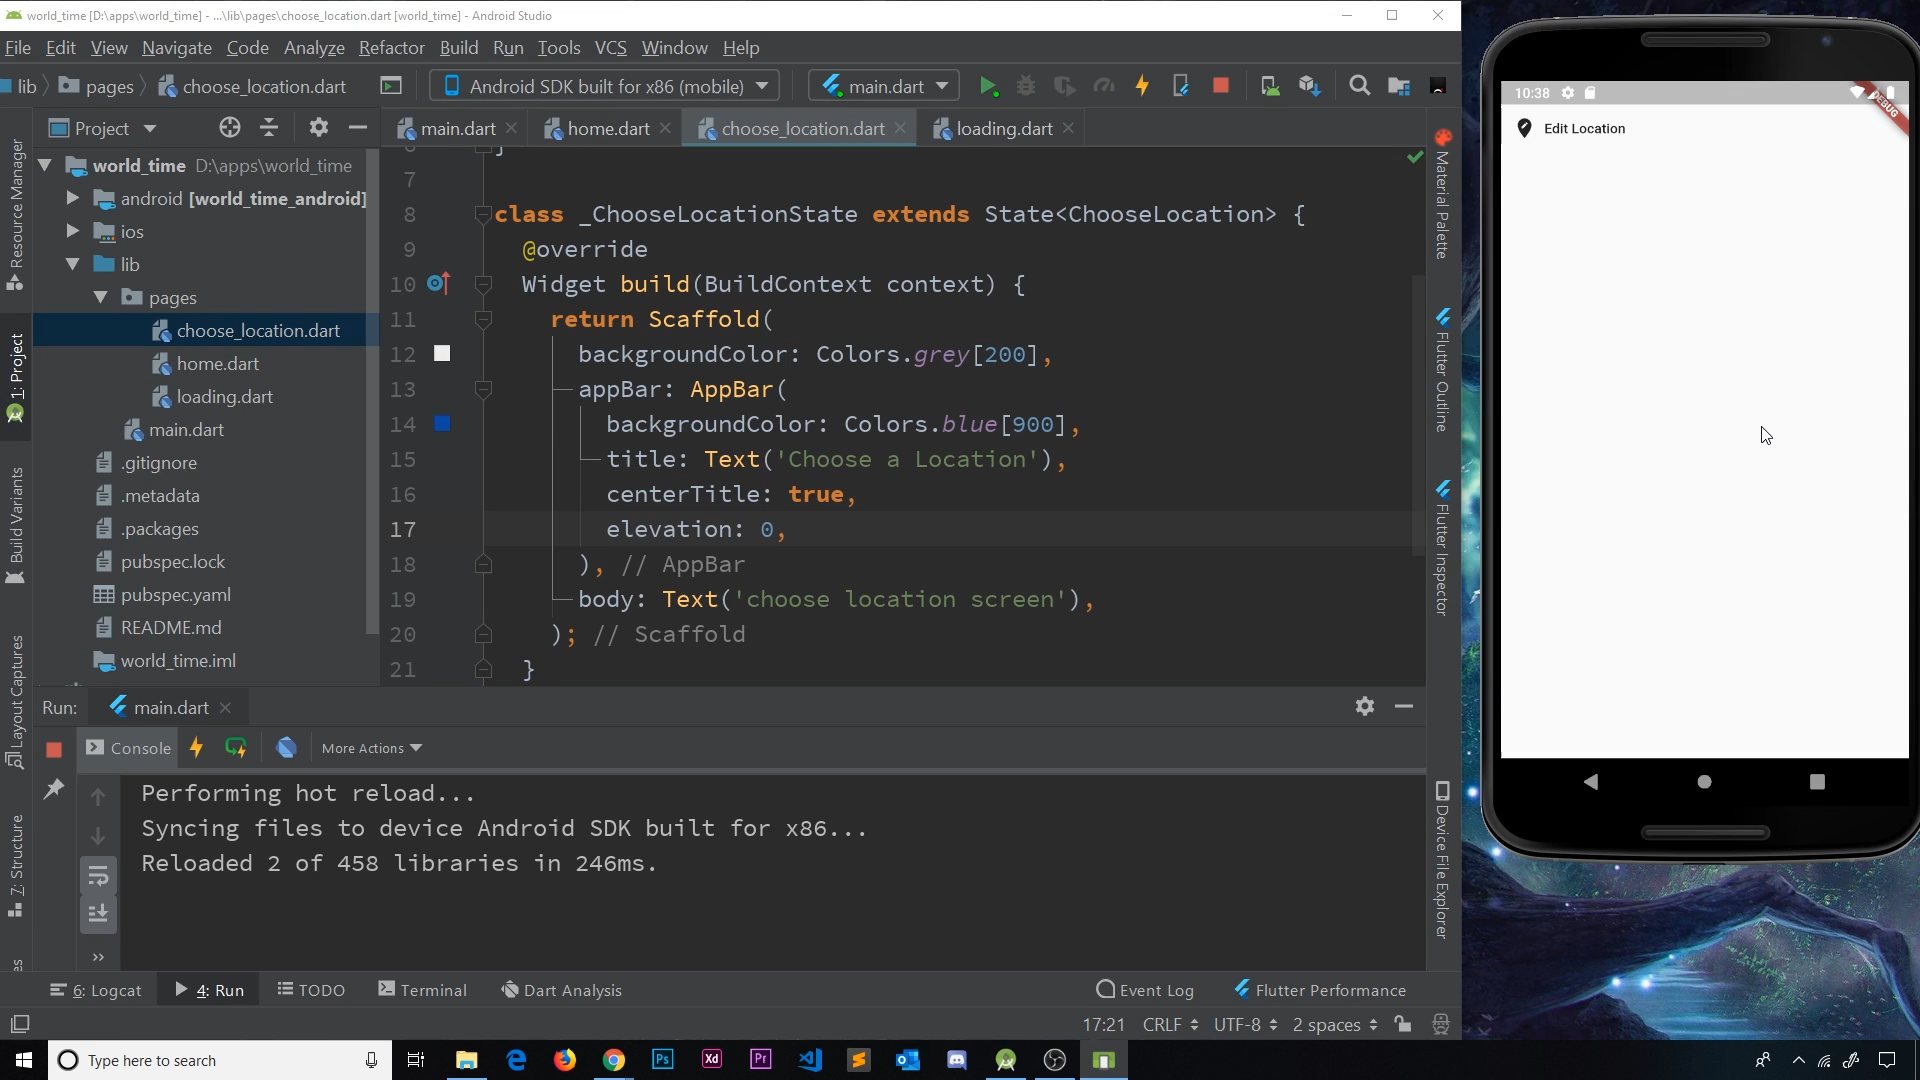 world_time [D:\apps\world_time] - ...\lib\pages\choose_location.dart [world_time] - Android Studio
File Edit View Navigate Code Analyze Refactor Build Run Tools VCS Window Help
lib pages choose_location.dart Android SDK built for x86 (mobile) main.dart
Project main.dart home.dart choose_location.dart loading.dart
world_time D:\apps\world_time
android [world_time_android]
ios
lib
pages
choose_location.dart
home.dart
loading.dart
main.dart
.gitignore
.metadata
.packages
pubspec.lock
pubspec.yaml
README.md
world_time.iml
Resource Manager
1: Project
Build Variants
Layout Captures
7: Structure
7
8 class _ChooseLocationState extends State<ChooseLocation> {
9 @override
10 Widget build(BuildContext context) {
11 return Scaffold(
12 backgroundColor: Colors.grey[200],
13 appBar: AppBar(
14 backgroundColor: Colors.blue[900],
15 title: Text('Choose a Location'),
16 centerTitle: true,
17 elevation: 0,
18 ), // AppBar
19 body: Text('choose location screen'),
20 ); // Scaffold
21 }
Material Palette
Flutter Outline
Flutter Inspector
Device File Explorer
Run: main.dart
Console More Actions
Performing hot reload...
Syncing files to device Android SDK built for x86...
Reloaded 2 of 458 libraries in 246ms.
6: Logcat 4: Run TODO Terminal Dart Analysis Event Log Flutter Performance
17:21 CRLF UTF-8 2 spaces
Type here to search
Ps Xd Pr
10:38
DEBUG
Edit Location